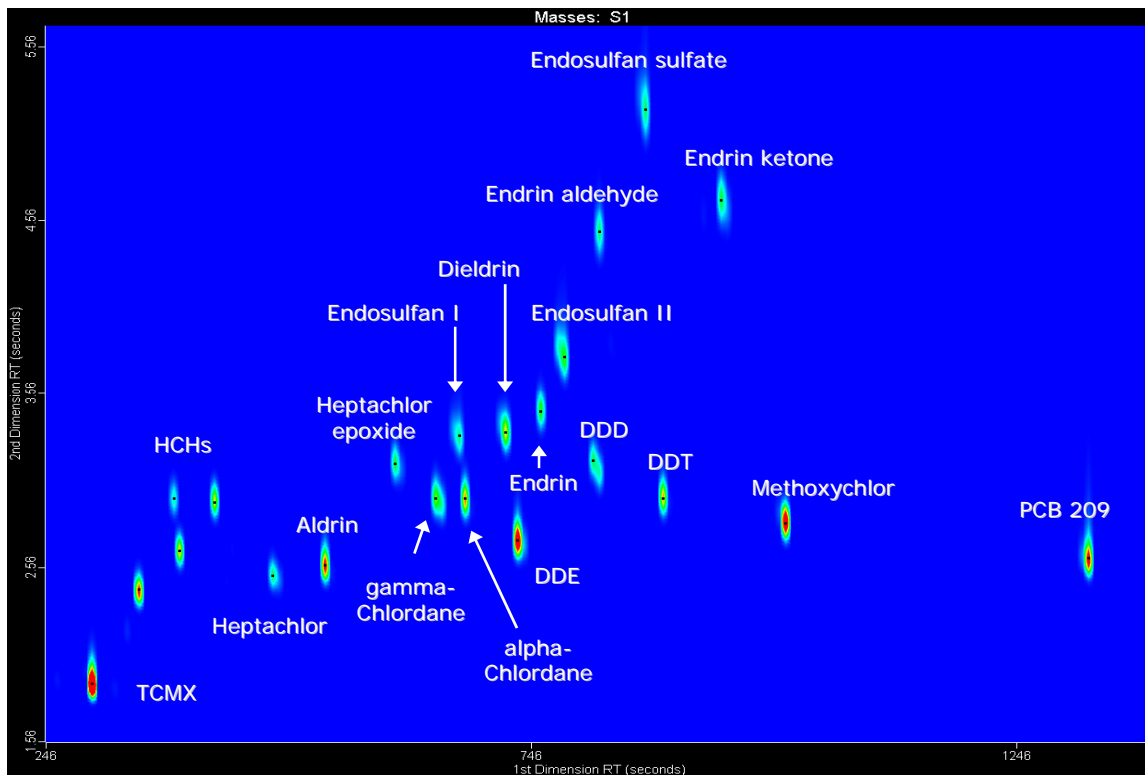 Masses:  S1
5.56
Endosulfan sulfate
Endrin ketone
Endrin aldehyde
4.56
Dieldrin
Endosulfan I
Endosulfan II
2nd Dimension RT (seconds)
3.56
Heptachlor
epoxide
HCHs
DDD
DDT
Endrin
Methoxychlor
PCB 209
Aldrin
2.56
DDE
gamma-
Chlordane
Heptachlor
alpha-
Chlordane
TCMX
1.56
246
746
1246
1st Dimension RT (seconds)